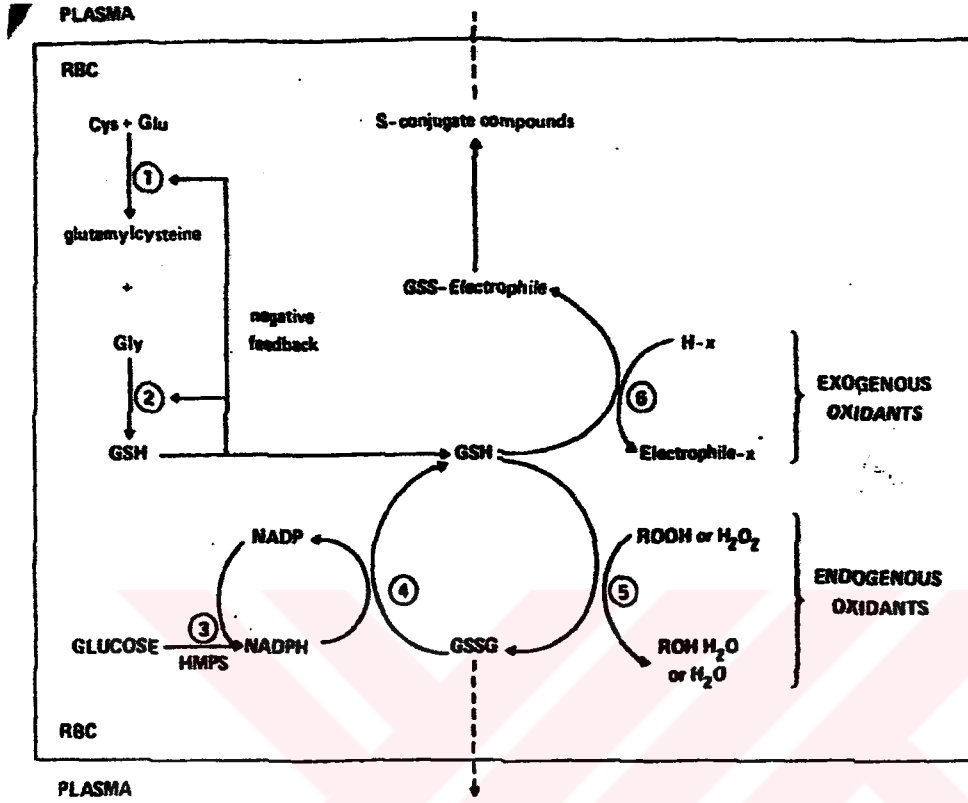 PLASMA
RBC
Cys + Glu
S-conjugate compounds
①
glutamylcysteine
+
GSS-Electrophile
negative
feedback
Gly
H-x
②
⑥
EXOGENOUS
OXIDANTS
GSH
GSH
Electrophile-x
NADP
ROOH or H₂O₂
④
⑤
ENDOGENOUS
OXIDANTS
③
GLUCOSE
NADPH
GSSG
ROH H₂O
or H₂O
HMPS
RBC
PLASMA